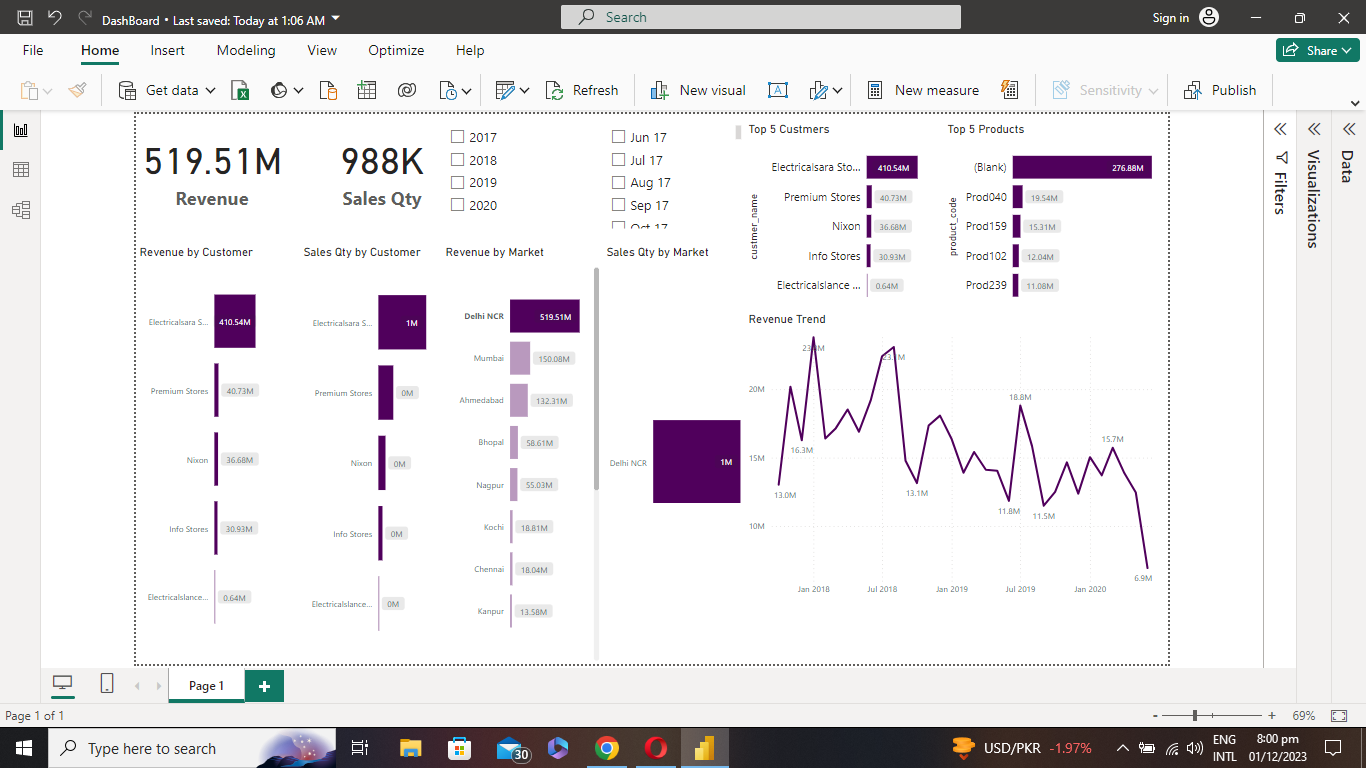 DashBoard • Last saved: Today at 1:06 AM
Search
Sign in
File Home Insert Modeling View Optimize Help
Share
Get data
Refresh
New visual
New measure
Sensitivity
Publish
519.51M
Revenue
988K
Sales Qty
2017
2018
2019
2020
Jun 17
Jul 17
Aug 17
Sep 17
Oct 17
Top 5 Custmers
custmer_name
Electricalsara Sto... 410.54M
Premium Stores 40.73M
Nixon 36.68M
Info Stores 30.93M
Electricalslance ... 0.64M
Top 5 Products
product_code
(Blank) 276.88M
Prod040 19.54M
Prod159 15.31M
Prod102 12.04M
Prod239 11.08M
Revenue by Customer
Electricalsara S... 410.54M
Premium Stores 40.73M
Nixon 36.68M
Info Stores 30.93M
Electricalslance... 0.64M
Sales Qty by Customer
Electricalsara S... 1M
Premium Stores 0M
Nixon 0M
Info Stores 0M
Electricalslance... 0M
Revenue by Market
Delhi NCR 519.51M
Mumbai 150.08M
Ahmedabad 132.31M
Bhopal 58.61M
Nagpur 55.03M
Kochi 18.81M
Chennai 18.04M
Kanpur 13.58M
Sales Qty by Market
Delhi NCR 1M
Revenue Trend
20M
15M
10M
13.0M
16.3M
13.1M
11.8M
18.8M
11.5M
15.7M
6.9M
Jan 2018 Jul 2018 Jan 2019 Jul 2019 Jan 2020
Filters
Visualizations
Data
Page 1
Page 1 of 1
- + 69%
Type here to search
30
USD/PKR -1.97%
ENG
INTL
8:00 pm
01/12/2023